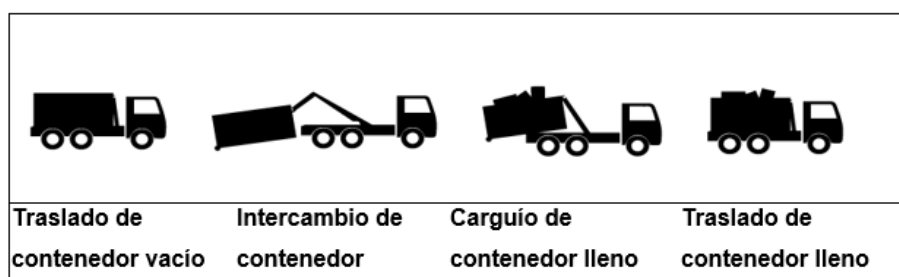 Traslado de
contenedor vacío
Intercambio de
contenedor
Carguío de
contenedor lleno
Traslado de
contenedor lleno